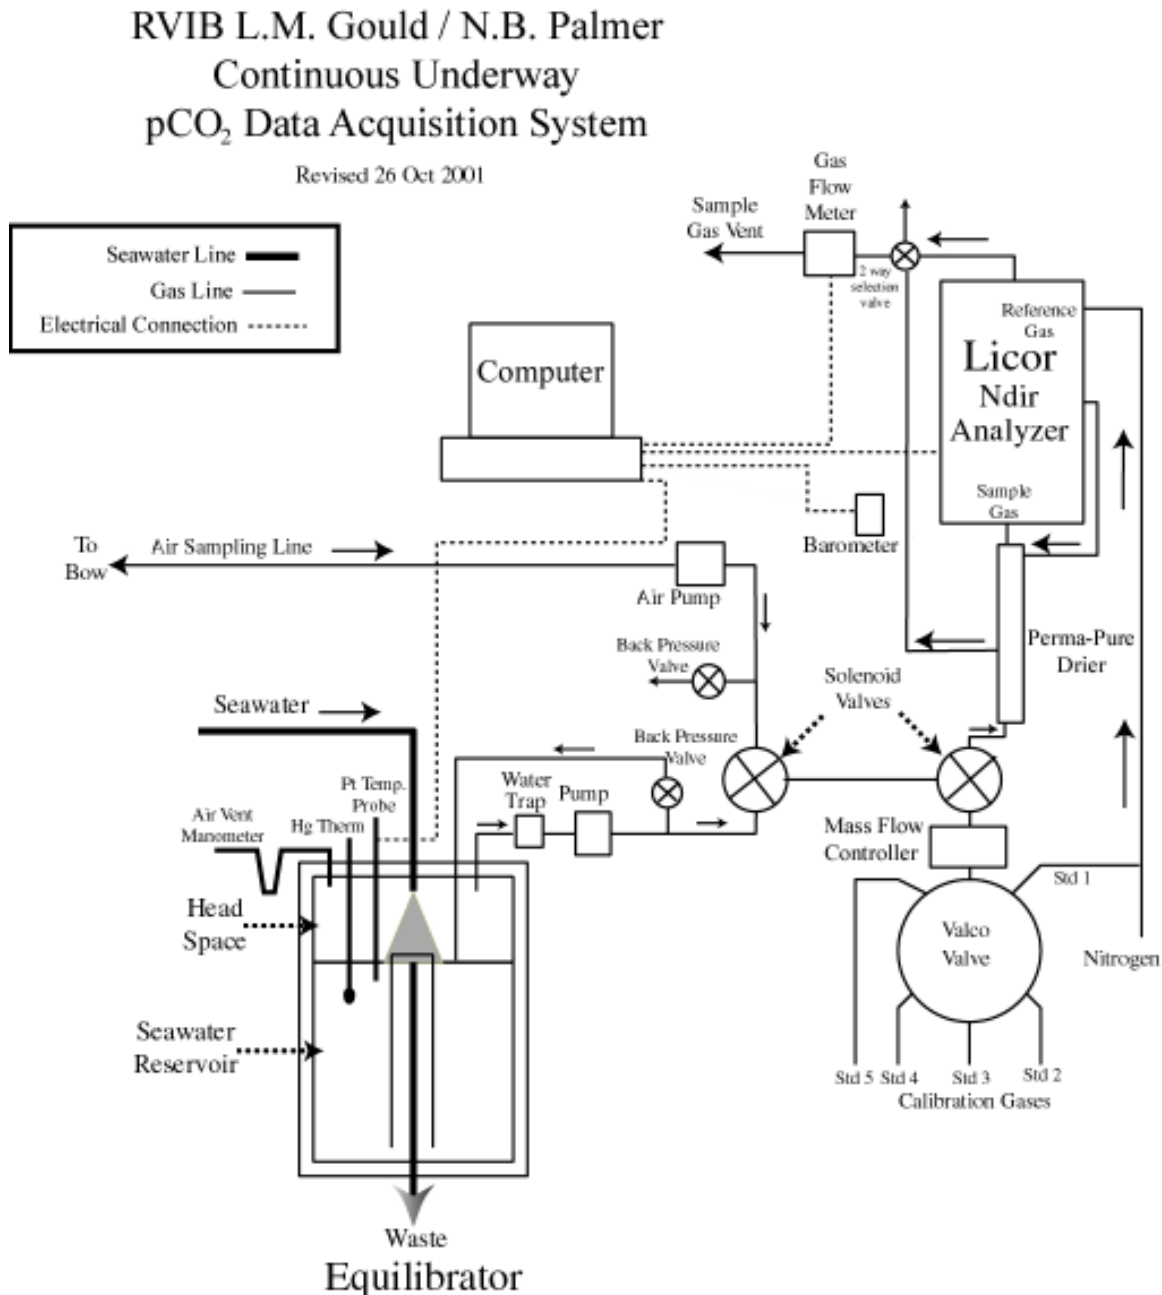 RVIB L.M. Gould / N.B. Palmer
Continuous Underway
pCO₂ Data Acquisition System
Revised 26 Oct 2001
Seawater Line
Gas Line
Electrical Connection
Gas
Flow
Meter
Sample
Gas Vent
2 way
selection
valve
Reference
Gas
Licor
Ndir
Analyzer
Sample
Gas
Computer
Barometer
To
Bow
Air Sampling Line
Air Pump
Back Pressure
Valve
Perma-Pure
Drier
Solenoid
Valves
Seawater
Back Pressure
Valve
Water
Trap
Pump
Pt Temp.
Probe
Air Vent
Manometer
Hg Therm
Mass Flow
Controller
Std 1
Head
Space
Valco
Valve
Nitrogen
Seawater
Reservoir
Std 5
Std 4
Std 3
Std 2
Calibration Gases
Waste
Equilibrator